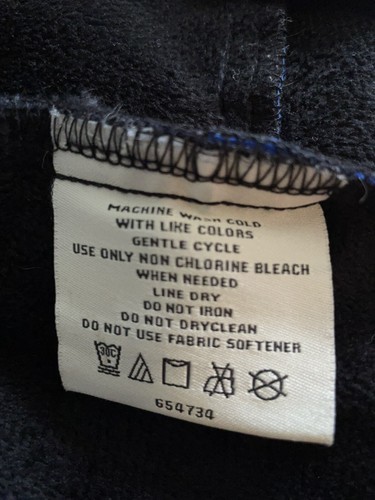 MACHINE WASH COLD
WITH LIKE COLORS
GENTLE CYCLE
USE ONLY NON CHLORINE BLEACH
WHEN NEEDED
LINE DRY
DO NOT IRON
DO NOT DRYCLEAN
DO NOT USE FABRIC SOFTENER
30C
654734